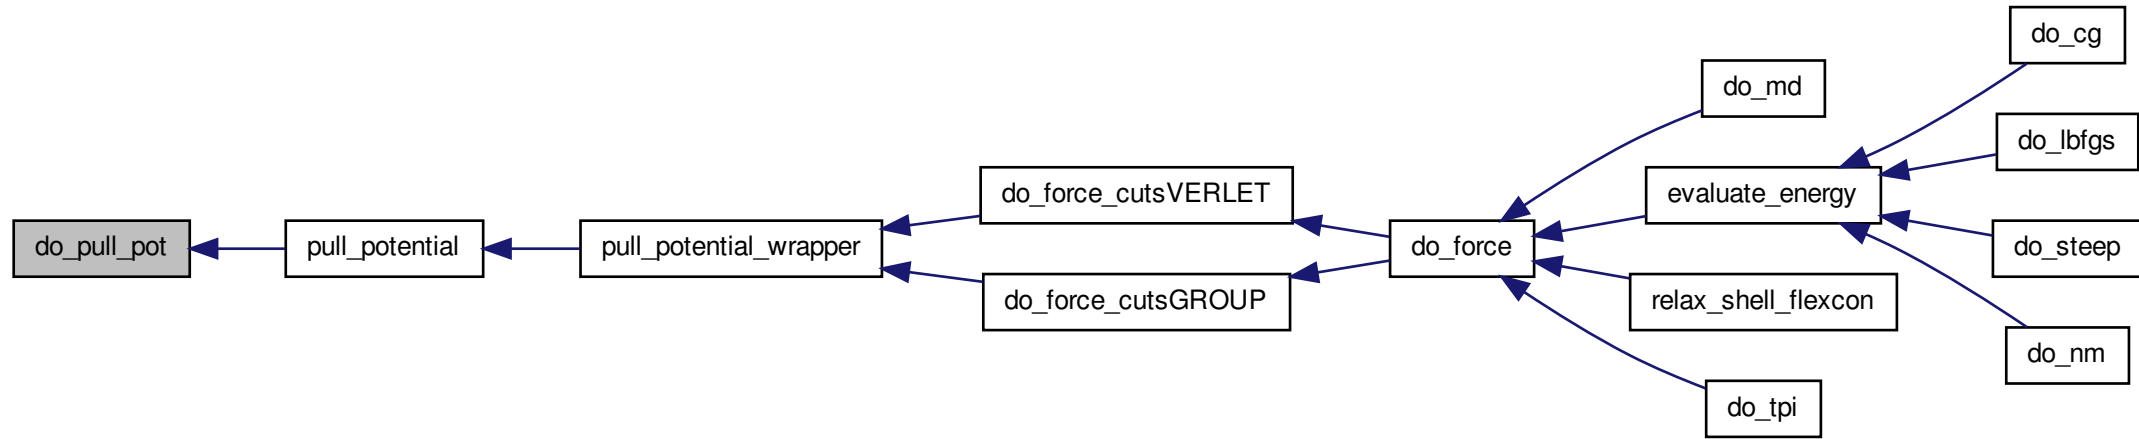 do_pull_pot
pull_potential
pull_potential_wrapper
do_force_cutsVERLET
do_force_cutsGROUP
do_force
do_md
evaluate_energy
relax_shell_flexcon
do_tpi
do_cg
do_lbfgs
do_steep
do_nm